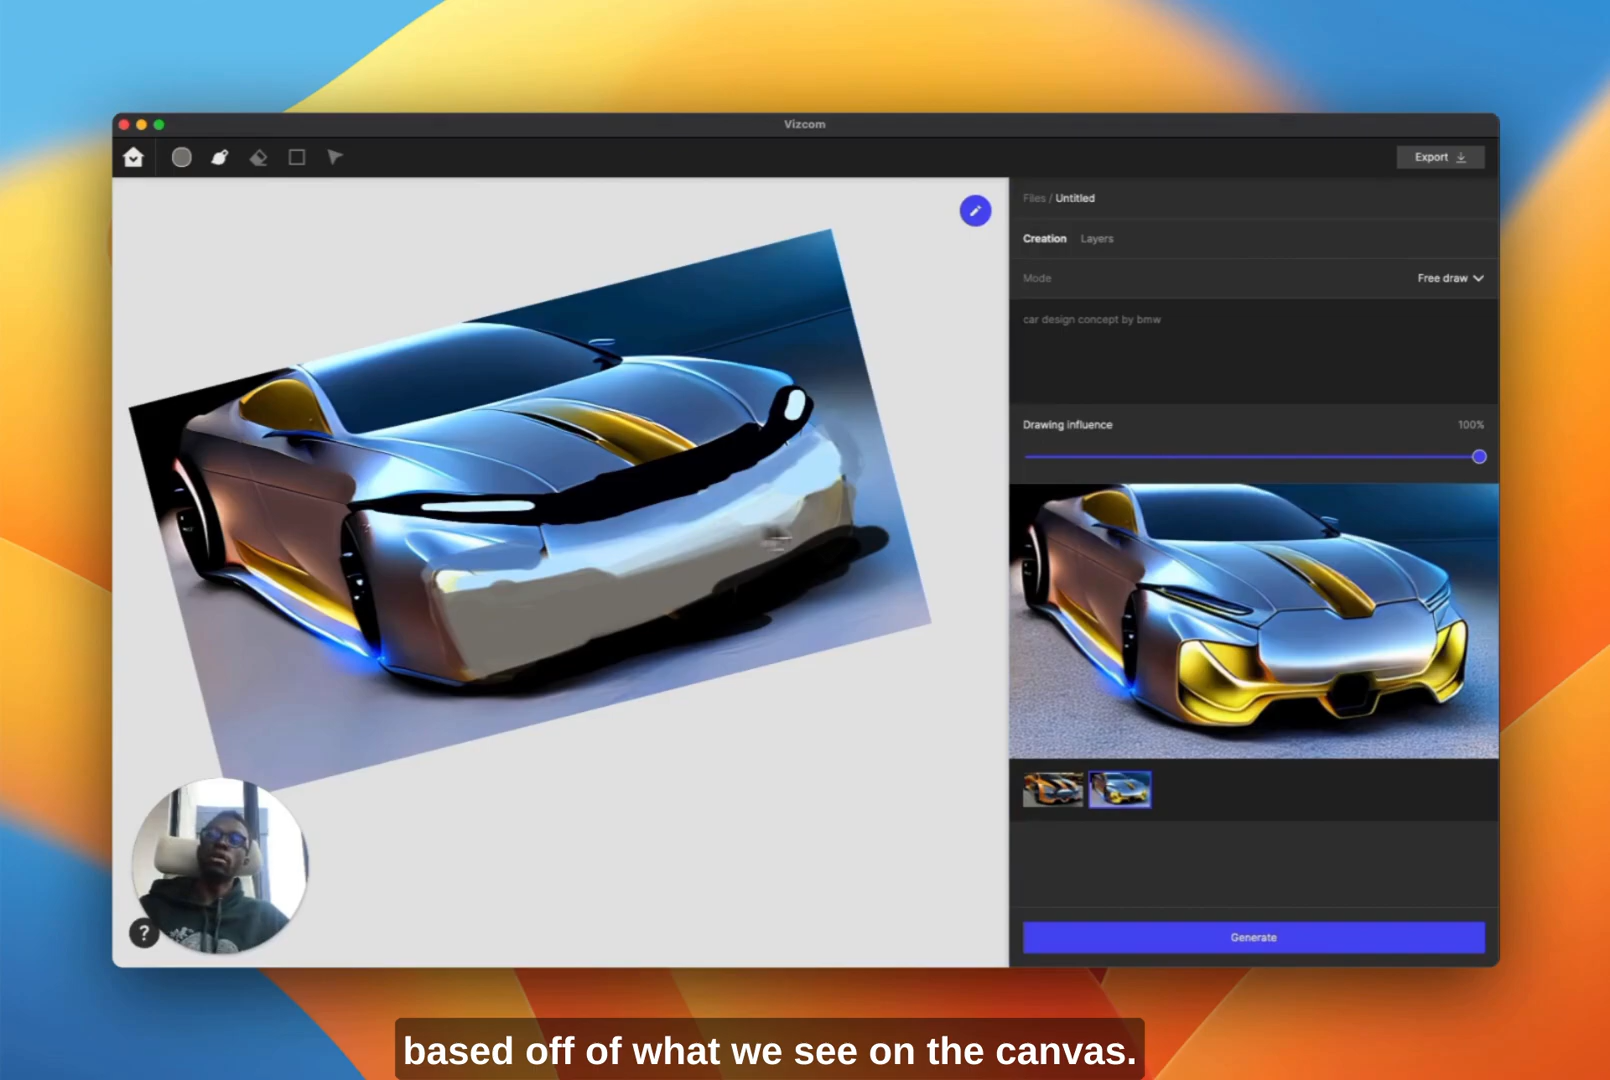 Vizcom
Export
Files / Untitled
Creation Layers
Mode Free draw
car design concept by bmw
Drawing influence 100%
Generate
?
based off of what we see on the canvas.